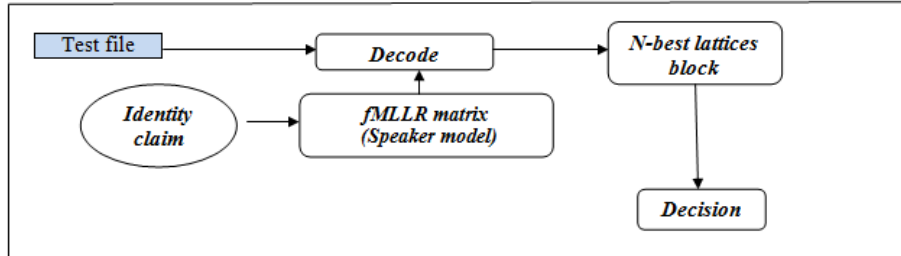 Test file
Decode
N-best lattices
block
Identity
claim
fMLLR matrix
(Speaker model)
Decision